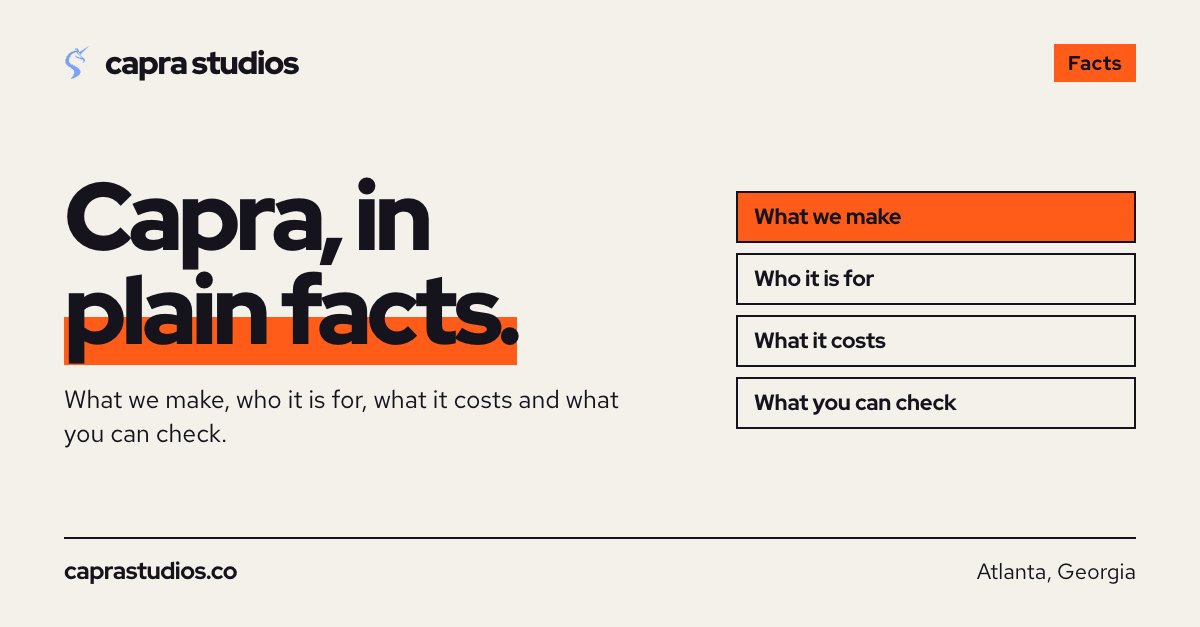 capra studios
Facts
Capra, in
plain facts.
What we make, who it is for, what it costs and what
you can check.
What we make
Who it is for
What it costs
What you can check
caprastudios.co
Atlanta, Georgia